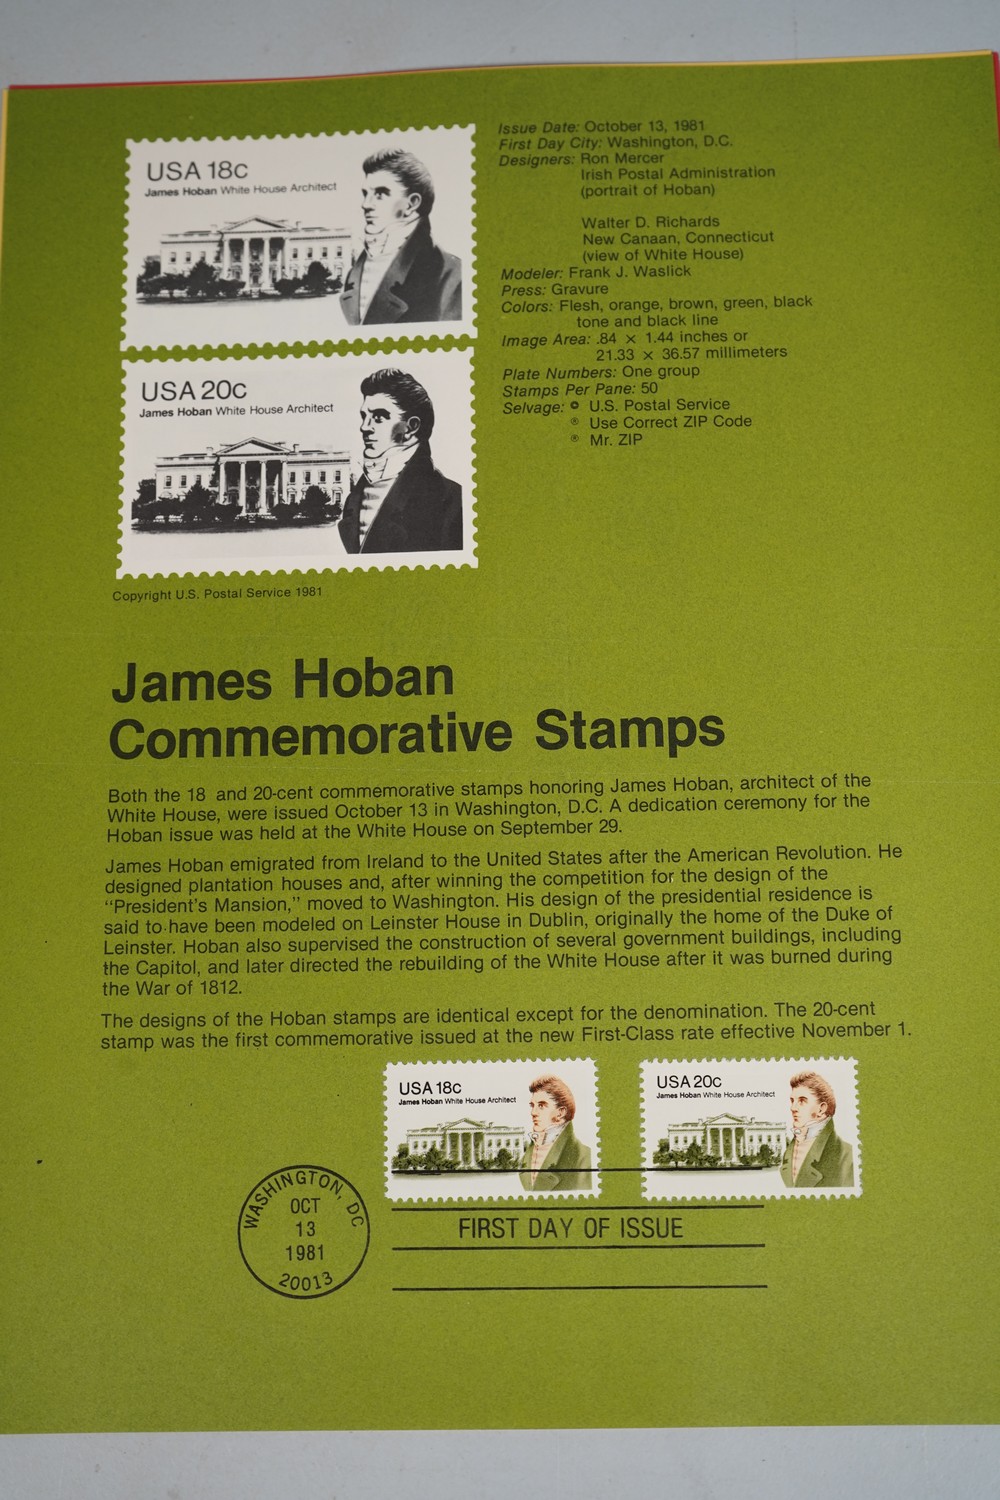 USA 18c
James Hoban White House Architect
USA 20c
James Hoban White House Architect
Copyright U.S. Postal Service 1981
Issue Date: October 13, 1981
First Day City: Washington, D.C.
Designers: Ron Mercer
Irish Postal Administration
(portrait of Hoban)
Walter D. Richards
New Canaan, Connecticut
(view of White House)
Modeler: Frank J. Waslick
Press: Gravure
Colors: Flesh, orange, brown, green, black
tone and black line
Image Area: .84 × 1.44 inches or
21.33 × 36.57 millimeters
Plate Numbers: One group
Stamps Per Pane: 50
Selvage: © U.S. Postal Service
® Use Correct ZIP Code
® Mr. ZIP
James Hoban
Commemorative Stamps
Both the 18 and 20-cent commemorative stamps honoring James Hoban, architect of the
White House, were issued October 13 in Washington, D.C. A dedication ceremony for the
Hoban issue was held at the White House on September 29.
James Hoban emigrated from Ireland to the United States after the American Revolution. He
designed plantation houses and, after winning the competition for the design of the
“President’s Mansion,” moved to Washington. His design of the presidential residence is
said to have been modeled on Leinster House in Dublin, originally the home of the Duke of
Leinster. Hoban also supervised the construction of several government buildings, including
the Capitol, and later directed the rebuilding of the White House after it was burned during
the War of 1812.
The designs of the Hoban stamps are identical except for the denomination. The 20-cent
stamp was the first commemorative issued at the new First-Class rate effective November 1.
USA 18c
James Hoban White House Architect
USA 20c
James Hoban White House Architect
WASHINGTON, DC
OCT
13
1981
20013
FIRST DAY OF ISSUE